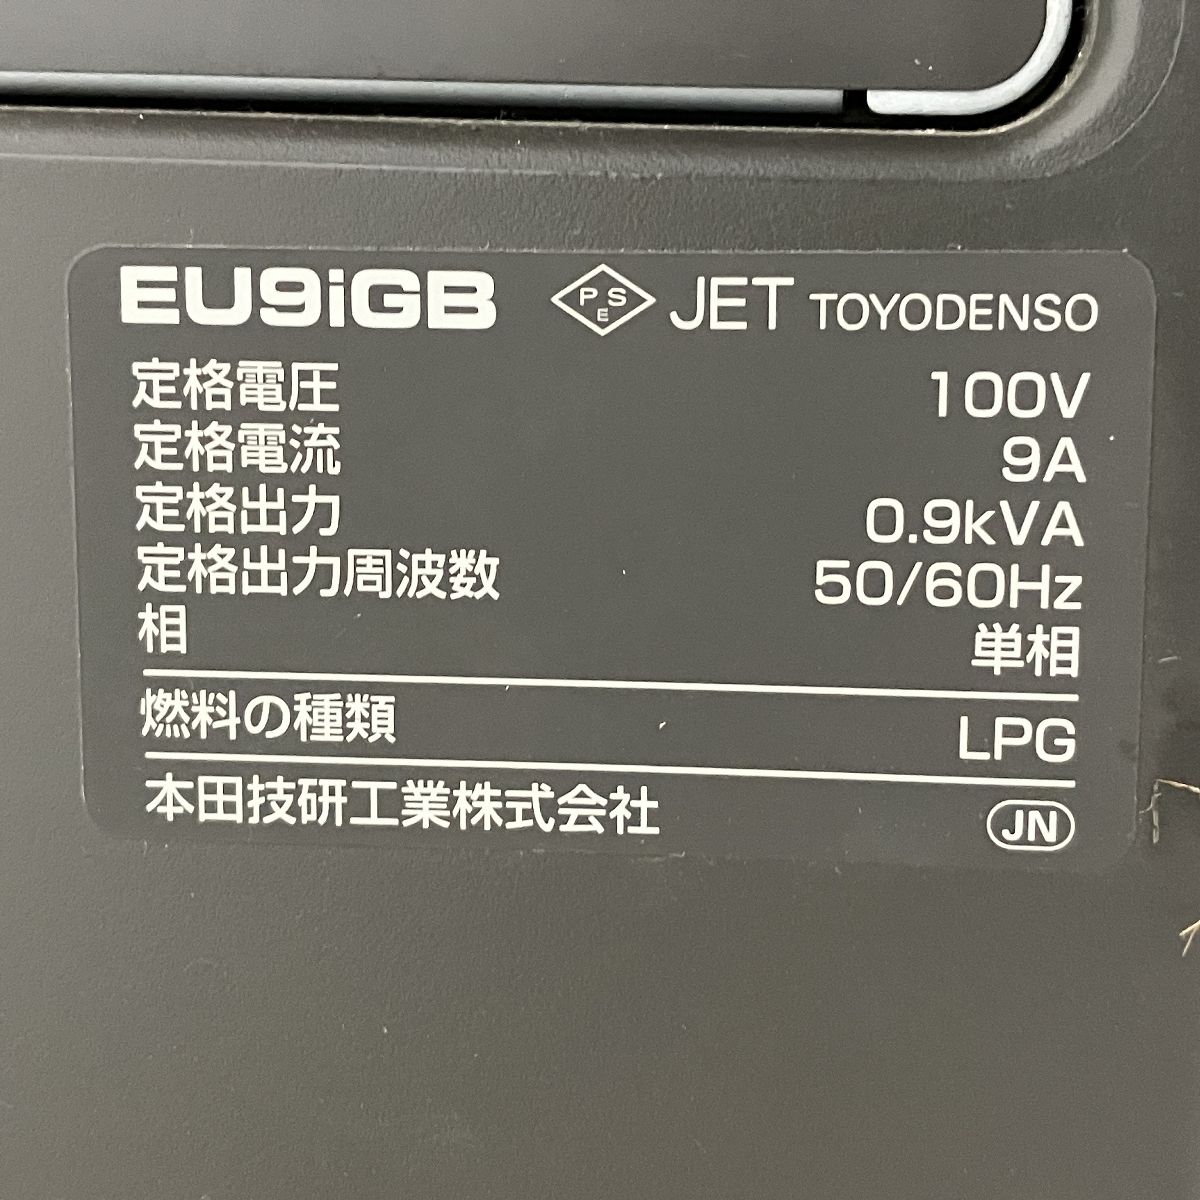 EU9iGB PSE JET TOYODENSO
定格電圧 100V
定格電流 9A
定格出力 0.9kVA
定格出力周波数 50/60Hz
相 単相
燃料の種類 LPG
本田技研工業株式会社 JN